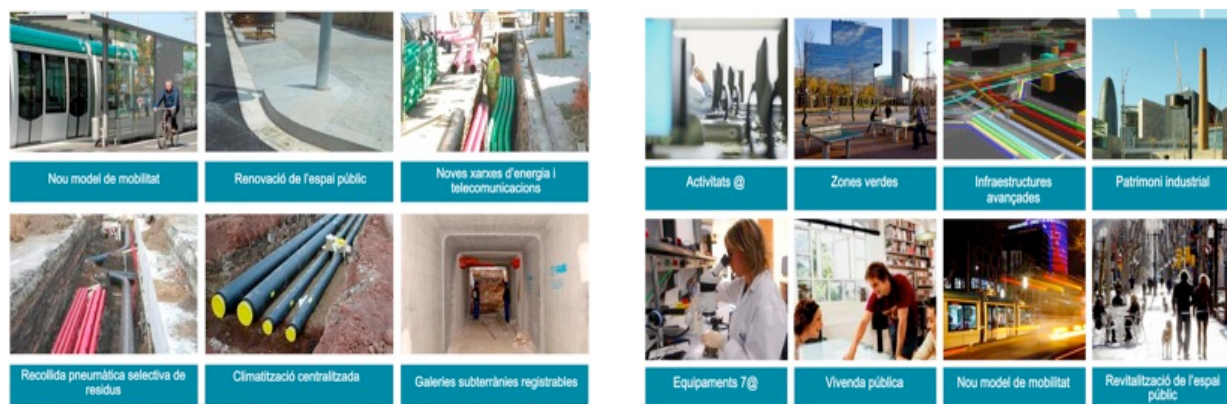 Nou model de mobilitat
Renovació de l'espai públic
Noves xarxes d'energia i
telecomunicacions
Recollida pneumàtica selectiva de
residus
Climatització centralitzada
Galeries subterrànies registrables
Activitats @
Zones verdes
Infraestructures
avançades
Patrimoni industrial
Equipaments 7@
Vivenda pública
Nou model de mobilitat
Revitalització de l'espai
públic